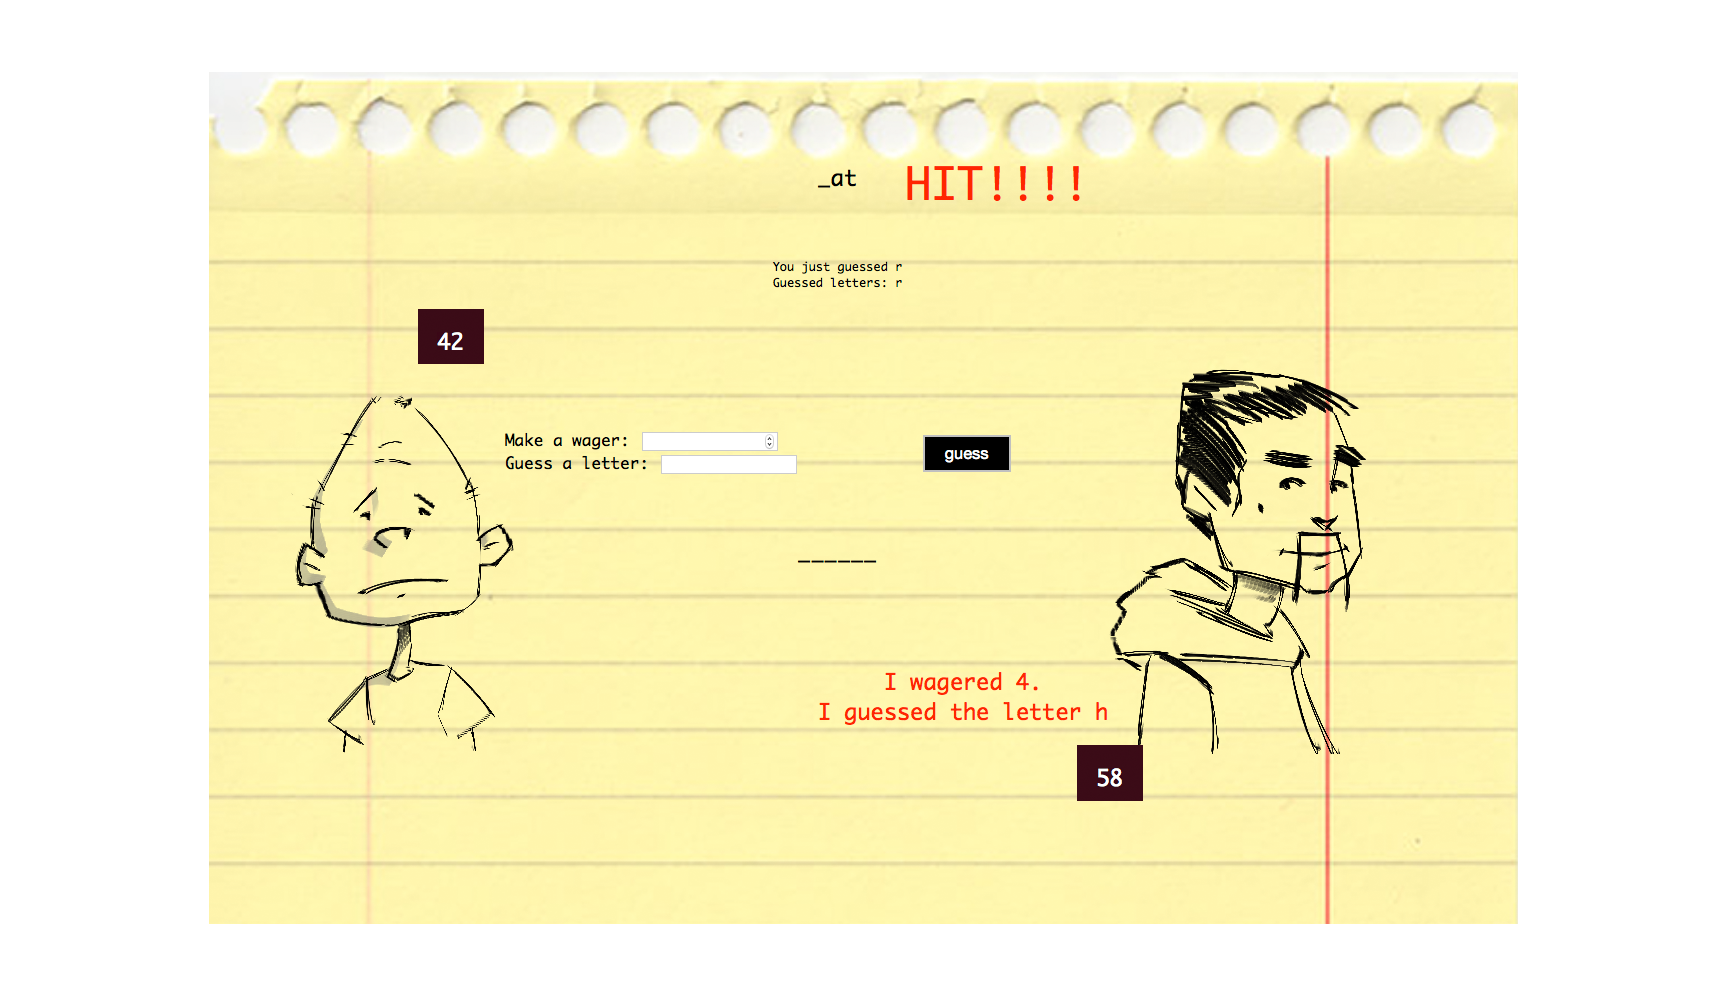 _at HIT!!!!
You just guessed r
Guessed letters: r
42
Make a wager:
Guess a letter:
guess
______
I wagered 4.
I guessed the letter h
58